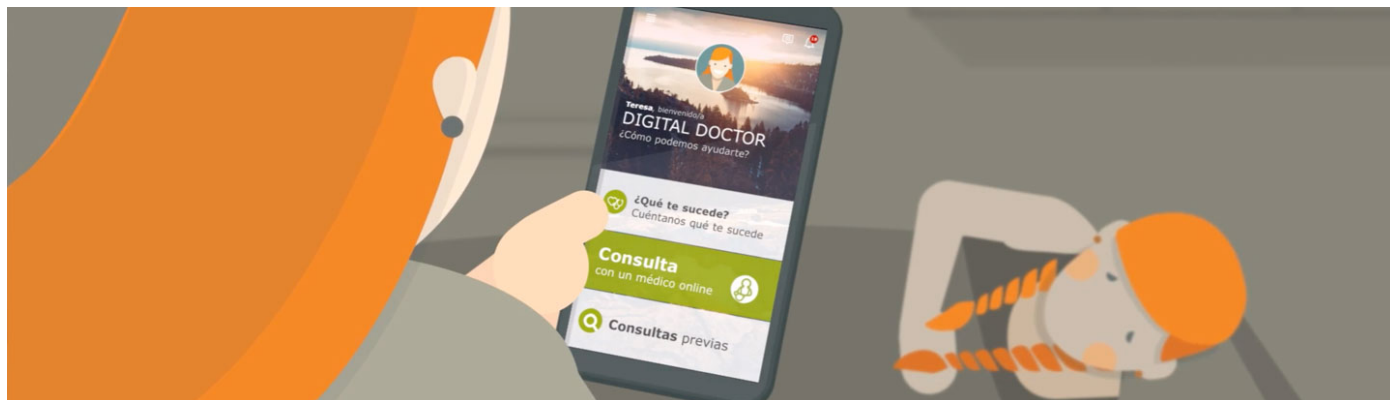 Teresa, bienvenido/a
DIGITAL DOCTOR
¿Cómo podemos ayudarte?
¿Qué te sucede?
Cuéntanos qué te sucede
Consulta
con un médico online
Consultas previas